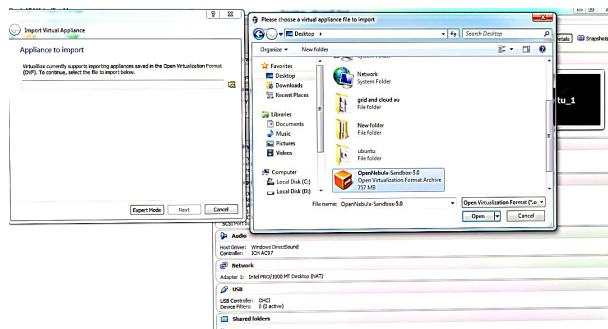 Import Virtual Appliance
Appliance to import
VirtualBox currently supports importing appliances saved in the Open Virtualization Format
(OVF). To continue, select the file to import below.
Expert Mode
Next
Cancel
Please choose a virtual appliance file to import
Desktop
Search Desktop
Organize
New folder
Favorites
Desktop
Downloads
Recent Places
Libraries
Documents
Music
Pictures
Videos
Computer
Local Disk (C:)
Local Disk (D:)
Network
System Folder
grid and cloud au
File folder
New folder
File folder
ubuntu
File folder
OpenNebula-Sandbox-5.0
Open Virtualization Format Archive
757 MB
File name: OpenNebula-Sandbox-5.0
Open Virtualization Format (*.o
Open
Cancel
Snapshots
tu_1
Audio
Host Driver: Windows DirectSound
Controller: ICH AC97
Network
Adapter 1: Intel PRO/1000 MT Desktop (NAT)
USB
USB Controller: OHCI
Device Filters: 0 (0 active)
Shared folders